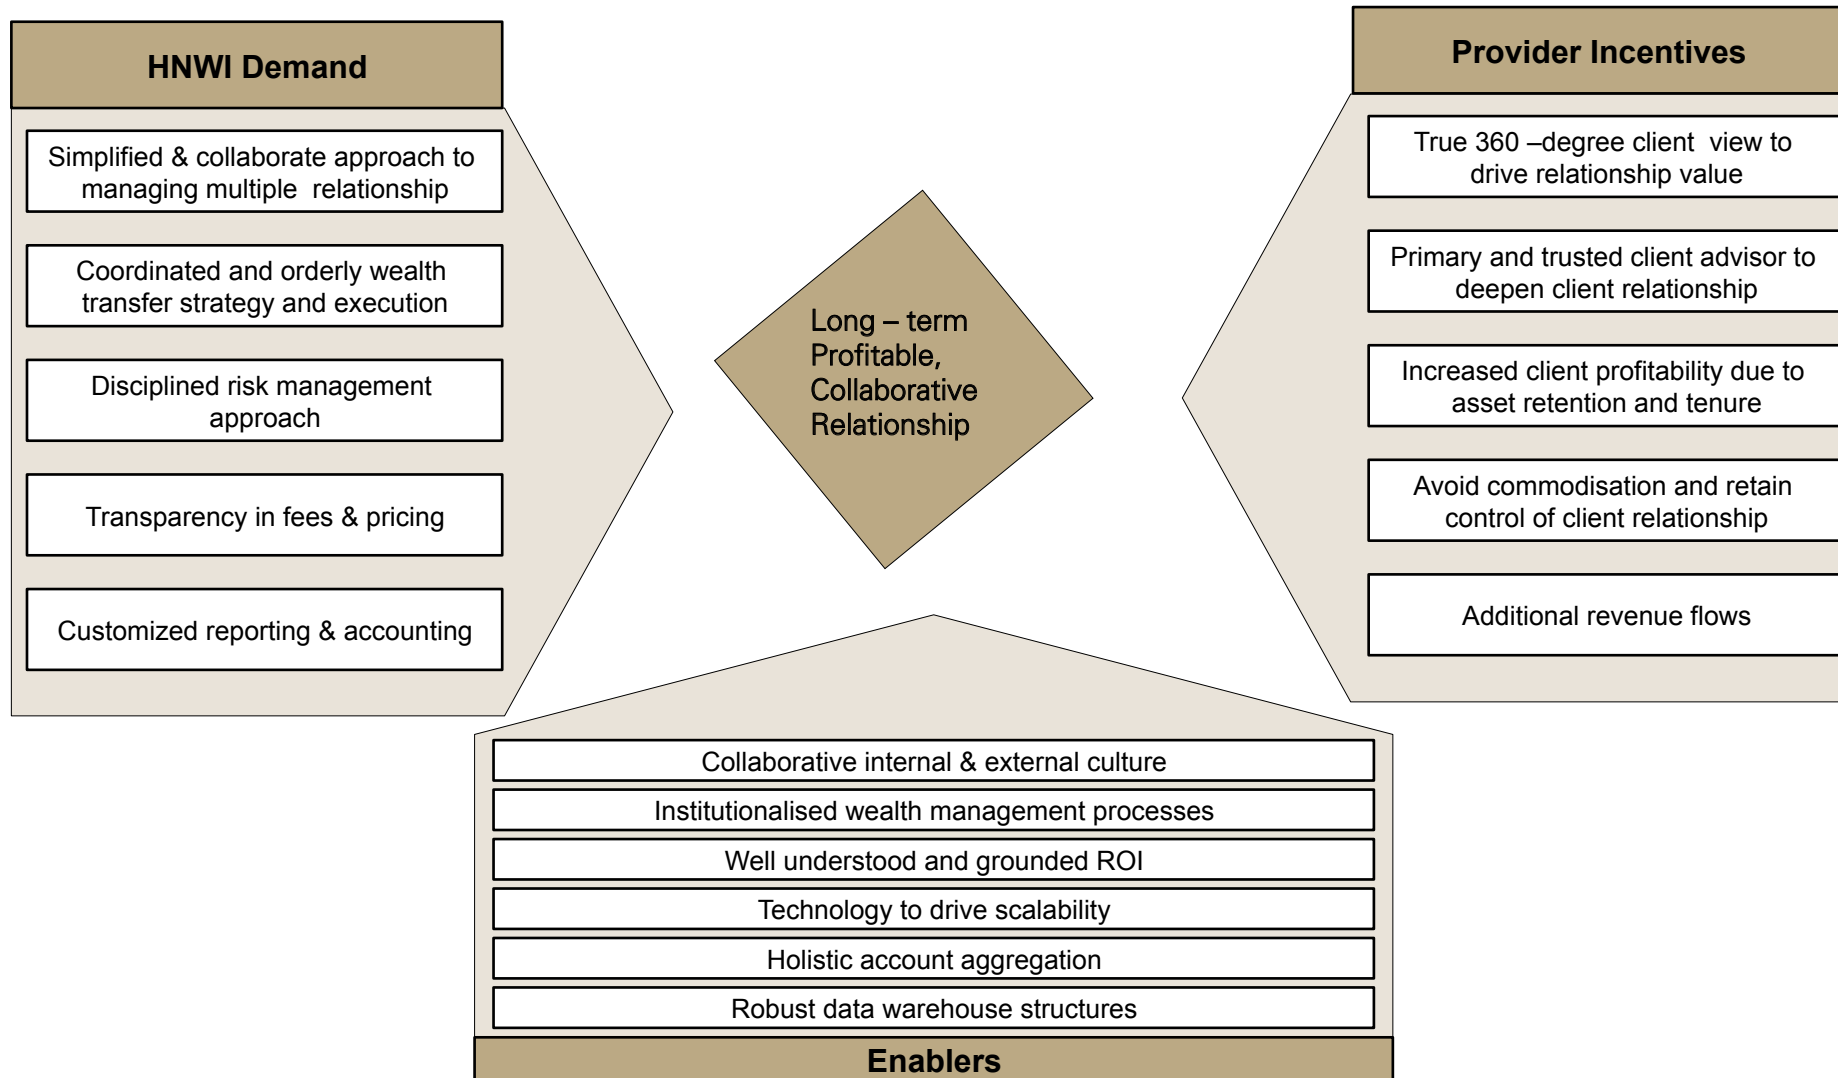 HNWI Demand
Simplified & collaborate approach to
managing multiple relationship
Coordinated and orderly wealth
transfer strategy and execution
Disciplined risk management
approach
Transparency in fees & pricing
Customized reporting & accounting
Long – term
Profitable,
Collaborative
Relationship
Provider Incentives
True 360 –degree client view to
drive relationship value
Primary and trusted client advisor to
deepen client relationship
Increased client profitability due to
asset retention and tenure
Avoid commodisation and retain
control of client relationship
Additional revenue flows
Collaborative internal & external culture
Institutionalised wealth management processes
Well understood and grounded ROI
Technology to drive scalability
Holistic account aggregation
Robust data warehouse structures
Enablers